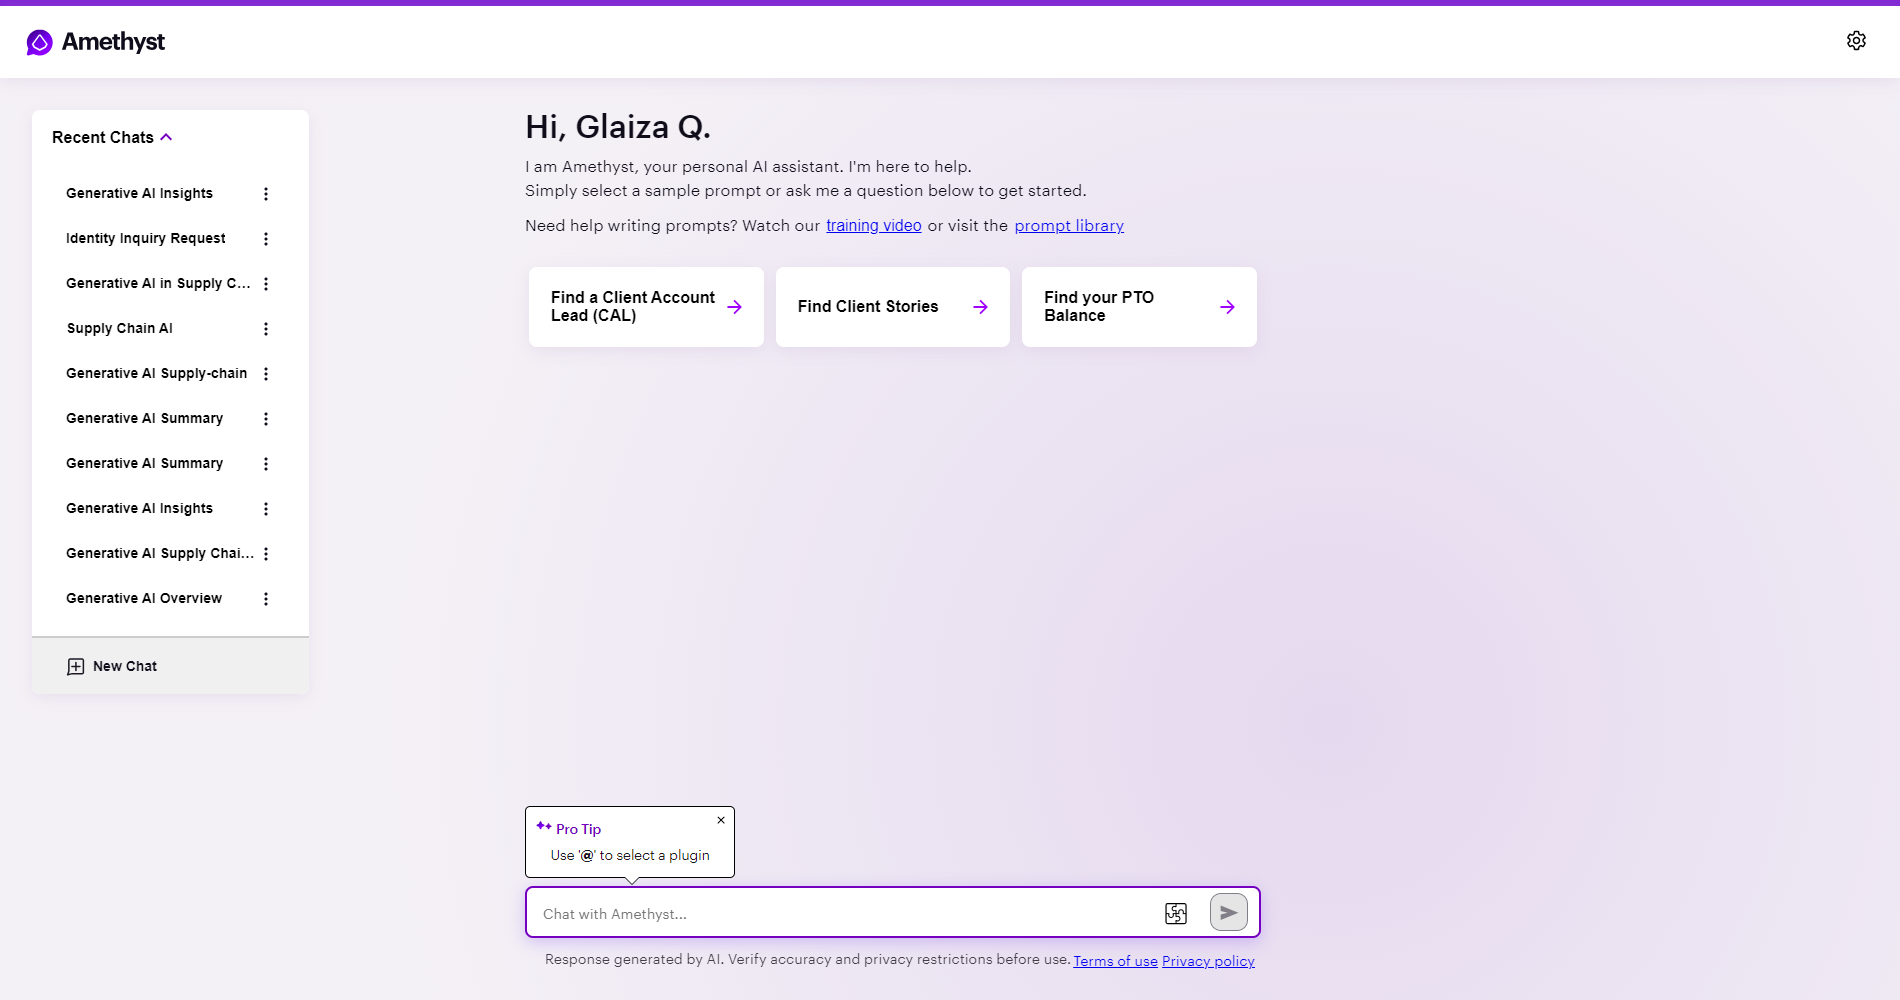 Amethyst
Recent Chats
Generative AI Insights
Identity Inquiry Request
Generative AI in Supply C...
Supply Chain AI
Generative AI Supply-chain
Generative AI Summary
Generative AI Summary
Generative AI Insights
Generative AI Supply Chai...
Generative AI Overview
New Chat
Hi, Glaiza Q.
I am Amethyst, your personal AI assistant. I'm here to help.
Simply select a sample prompt or ask me a question below to get started.
Need help writing prompts? Watch our training video or visit the prompt library
Find a Client Account
Lead (CAL)
Find Client Stories
Find your PTO
Balance
Pro Tip
Use '@' to select a plugin
Chat with Amethyst...
Response generated by AI. Verify accuracy and privacy restrictions before use. Terms of use Privacy policy